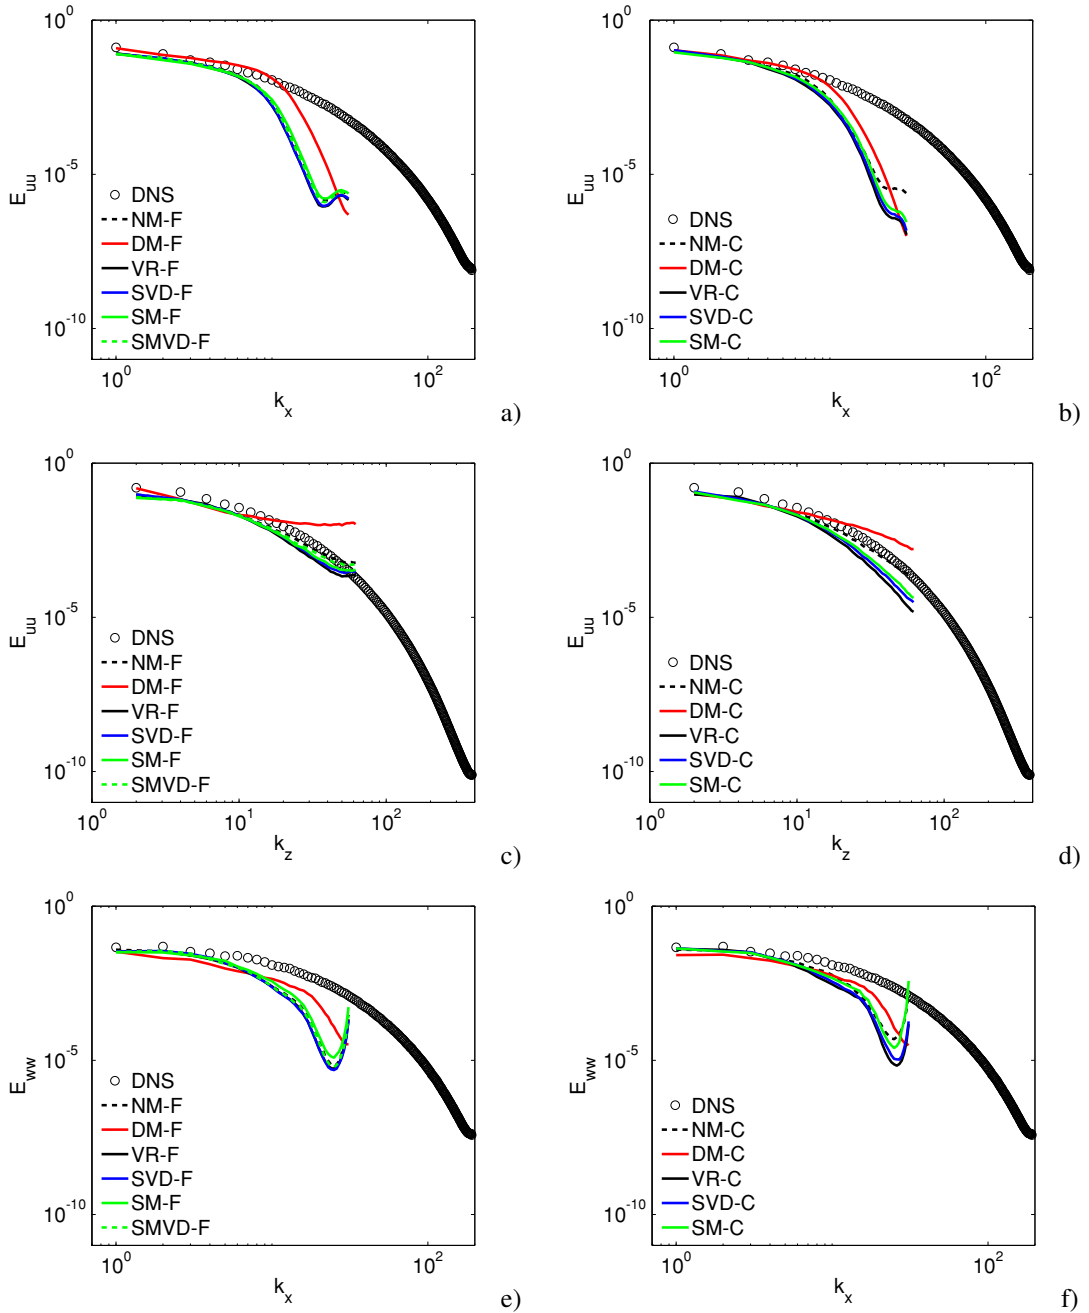 10^0
10^-5
10^-10
E_uu
DNS
NM-F
DM-F
VR-F
SVD-F
SM-F
SMVD-F
10^0
10^2
k_x
a)
10^0
10^-5
10^-10
E_uu
DNS
NM-C
DM-C
VR-C
SVD-C
SM-C
10^0
10^2
k_x
b)
10^0
10^-5
10^-10
E_uu
DNS
NM-F
DM-F
VR-F
SVD-F
SM-F
SMVD-F
10^0
10^1
10^2
k_z
c)
10^0
10^-5
10^-10
E_uu
DNS
NM-C
DM-C
VR-C
SVD-C
SM-C
10^0
10^1
10^2
k_z
d)
10^0
10^-5
10^-10
E_ww
DNS
NM-F
DM-F
VR-F
SVD-F
SM-F
SMVD-F
10^0
10^2
k_x
e)
10^0
10^-5
10^-10
E_ww
DNS
NM-C
DM-C
VR-C
SVD-C
SM-C
10^0
10^2
k_x
f)